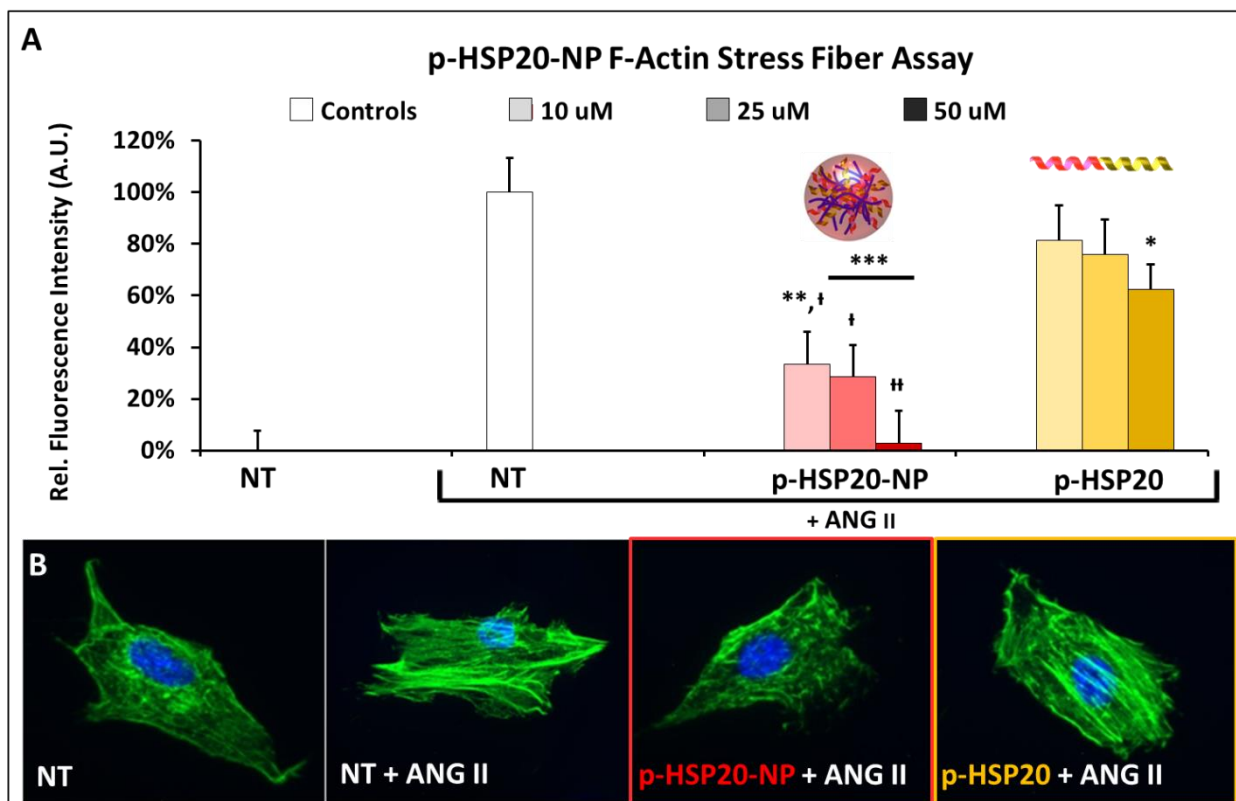 A
p-HSP20-NP F-Actin Stress Fiber Assay
Controls 10 uM 25 uM 50 uM
Rel. Fluorescence Intensity (A.U.)
120%
100%
80%
60%
40%
20%
0%
***
**,ƚ
ƚ
ƚƚ
*
NT NT p-HSP20-NP p-HSP20
+ ANG II
B
NT
NT + ANG II
p-HSP20-NP + ANG II
p-HSP20 + ANG II